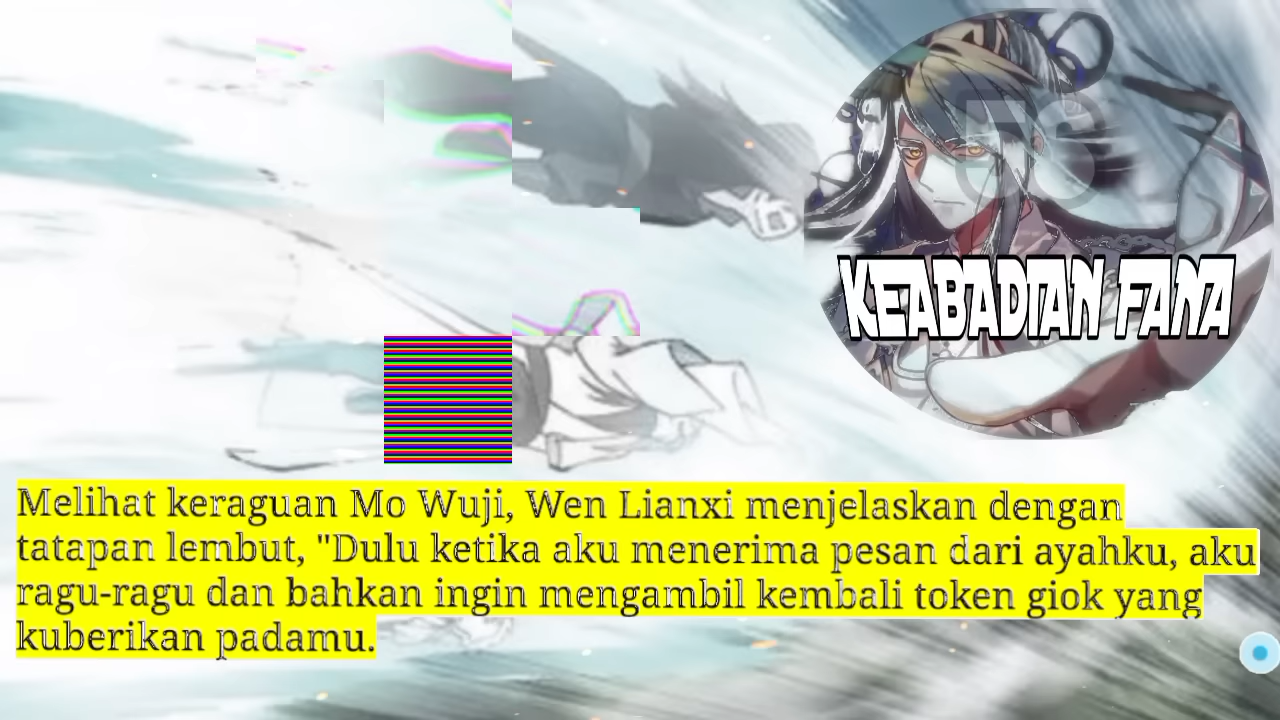 KEABADIAN FANA
Melihat keraguan Mo Wuji, Wen Lianxi menjelaskan dengan
tatapan lembut, "Dulu ketika aku menerima pesan dari ayahku, aku
ragu-ragu dan bahkan ingin mengambil kembali token giok yang
kuberikan padamu.